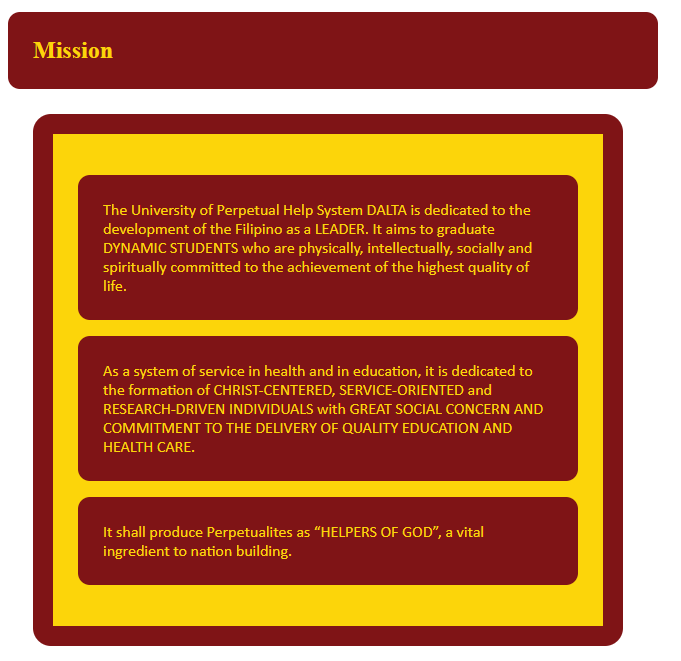 Mission
The University of Perpetual Help System DALTA is dedicated to the
development of the Filipino as a LEADER. It aims to graduate
DYNAMIC STUDENTS who are physically, intellectually, socially and
spiritually committed to the achievement of the highest quality of
life.
As a system of service in health and in education, it is dedicated to
the formation of CHRIST-CENTERED, SERVICE-ORIENTED and
RESEARCH-DRIVEN INDIVIDUALS with GREAT SOCIAL CONCERN AND
COMMITMENT TO THE DELIVERY OF QUALITY EDUCATION AND
HEALTH CARE.
It shall produce Perpetualites as “HELPERS OF GOD”, a vital
ingredient to nation building.